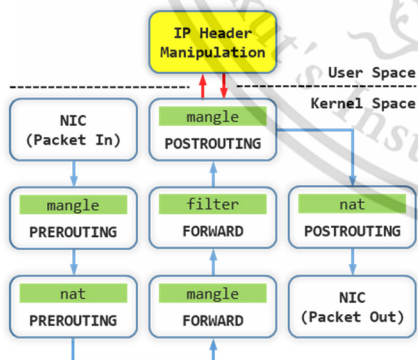 IP Header
Manipulation
User Space
Kernel Space
NIC
(Packet In)
mangle
POSTROUTING
mangle
PREROUTING
filter
FORWARD
nat
POSTROUTING
nat
PREROUTING
mangle
FORWARD
NIC
(Packet Out)